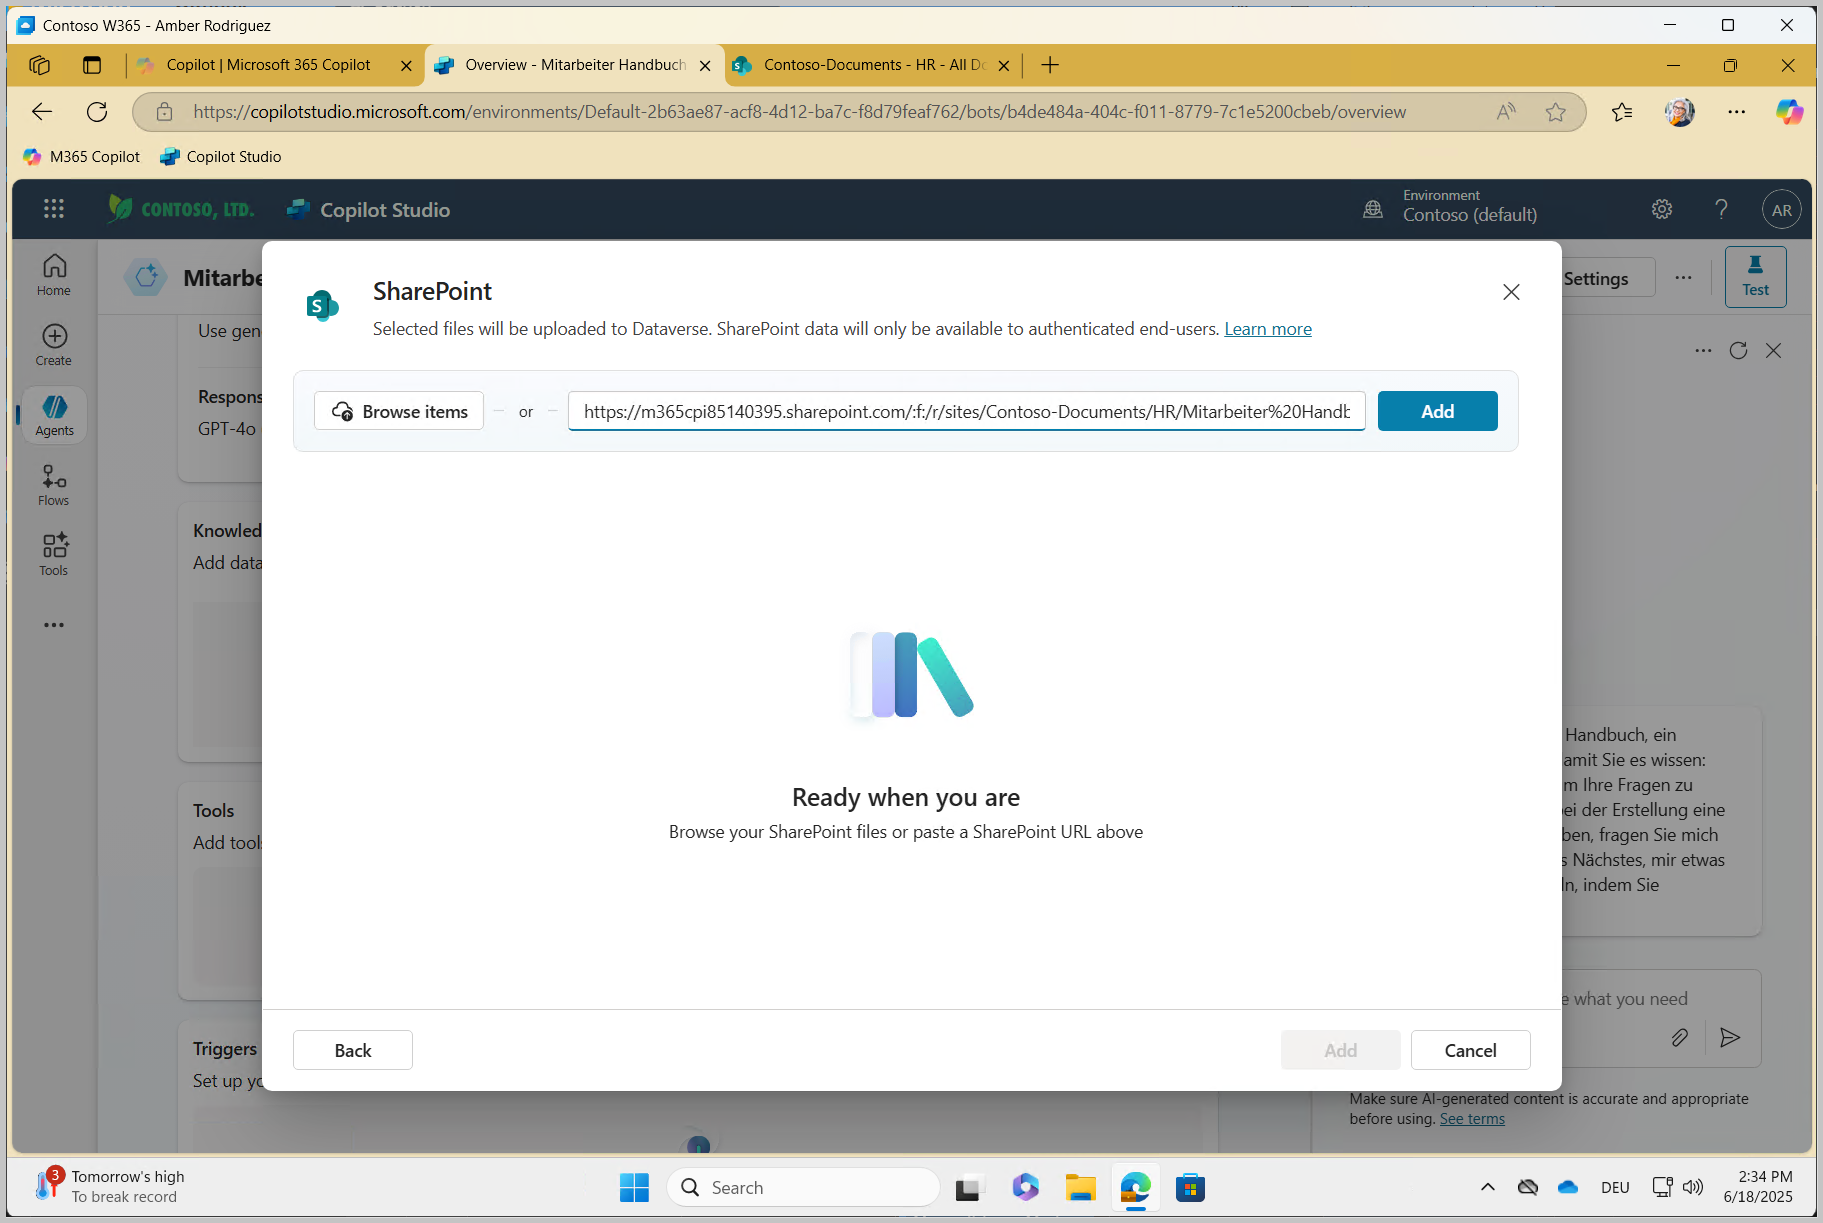 Contoso W365 - Amber Rodriguez
Copilot | Microsoft 365 Copilot
Overview - Mitarbeiter Handbuch
Contoso-Documents - HR - All Do
https://copilotstudio.microsoft.com/environments/Default-2b63ae87-acf8-4d12-ba7c-f8d79feaf762/bots/b4de484a-404c-f011-8779-7c1e5200cbeb/overview
M365 Copilot
Copilot Studio
CONTOSO, LTD.
Copilot Studio
Environment
Contoso (default)
AR
Home
Create
Agents
Flows
Tools
Mitarbe
Settings
Test
Use gen
Respons
GPT-4o
Knowled
Add data
Tools
Add tool
Triggers
Set up yo
SharePoint
Selected files will be uploaded to Dataverse. SharePoint data will only be available to authenticated end-users. Learn more
Browse items
or
https://m365cpi85140395.sharepoint.com/:f:/r/sites/Contoso-Documents/HR/Mitarbeiter%20Handb
Add
Ready when you are
Browse your SharePoint files or paste a SharePoint URL above
Back
Add
Cancel
Handbuch, ein
amit Sie es wissen:
m Ihre Fragen zu
ei der Erstellung eine
ben, fragen Sie mich
s Nächstes, mir etwas
ln, indem Sie
e what you need
Make sure AI-generated content is accurate and appropriate
before using. See terms
3
Tomorrow's high
To break record
Search
DEU
2:34 PM
6/18/2025